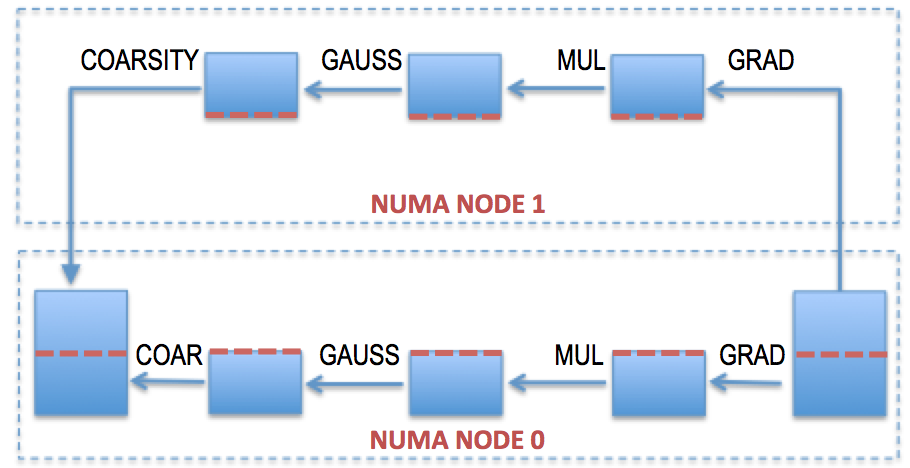 COARSITY GAUSS MUL GRAD
NUMA NODE 1
COAR GAUSS MUL GRAD
NUMA NODE 0